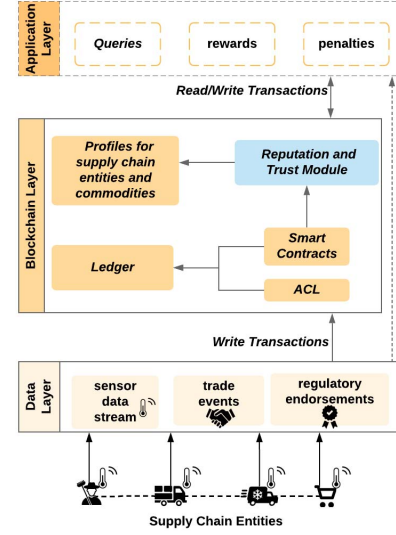 Application
Layer
Queries
rewards
penalties
Read/Write Transactions
Blockchain Layer
Profiles for
supply chain
entities and
commodities
Reputation and
Trust Module
Smart
Contracts
Ledger
ACL
Write Transactions
Data
Layer
sensor
data
stream
trade
events
regulatory
endorsements
Supply Chain Entities